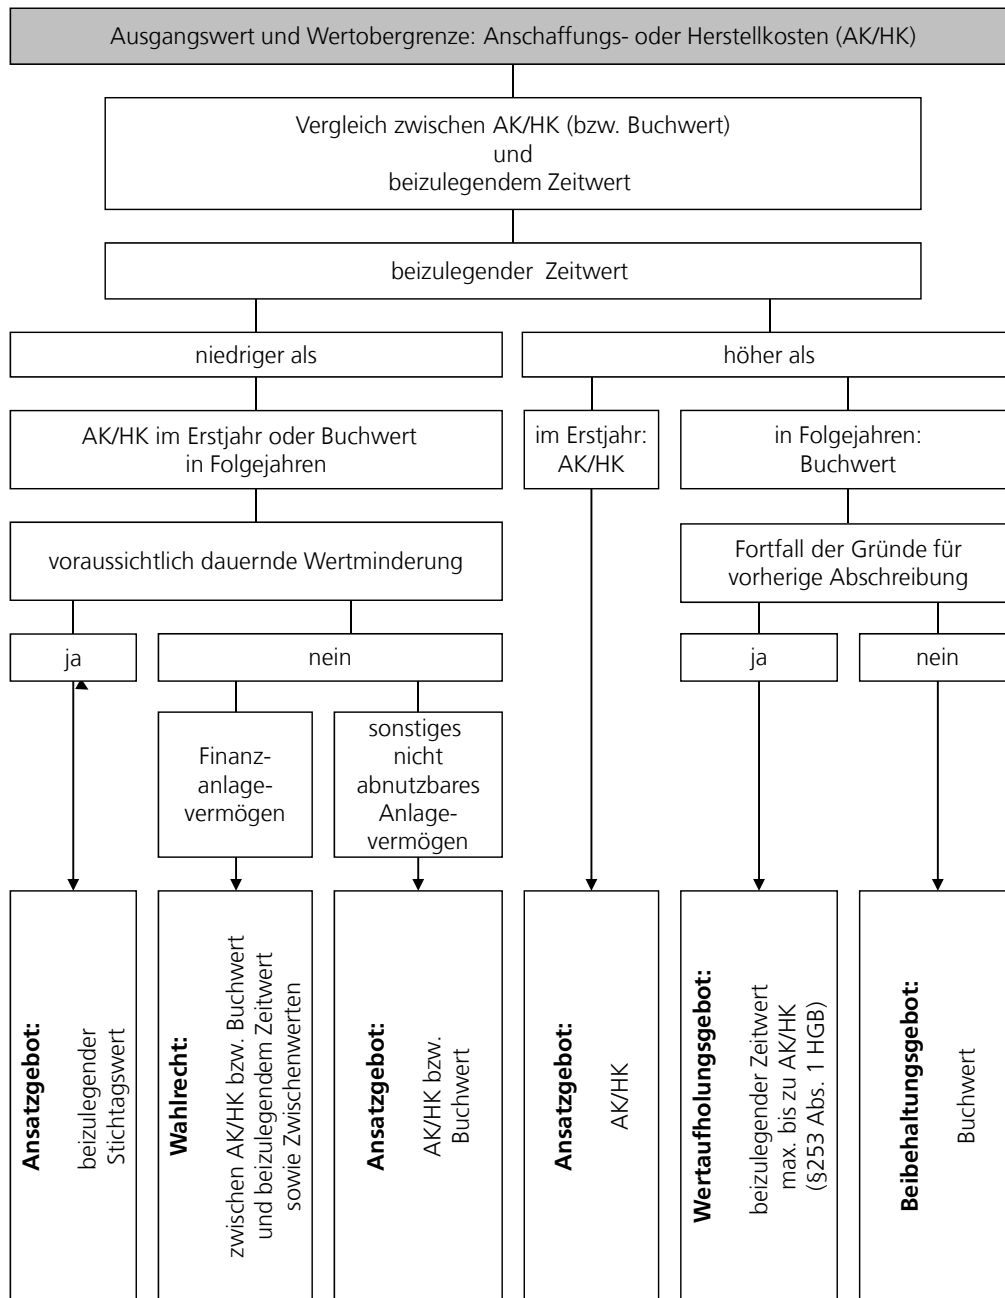 Ausgangswert und Wertobergrenze: Anschaffungs- oder Herstellkosten (AK/HK)
Vergleich zwischen AK/HK (bzw. Buchwert)
und
beizulegendem Zeitwert
beizulegender Zeitwert
niedriger als
höher als
AK/HK im Erstjahr oder Buchwert
in Folgejahren
im Erstjahr:
AK/HK
in Folgejahren:
Buchwert
voraussichtlich dauernde Wertminderung
Fortfall der Gründe für
vorherige Abschreibung
ja
nein
ja
nein
Finanz-
anlage-
vermögen
sonstiges
nicht
abnutzbares
Anlage-
vermögen
Ansatzgebot:
beizulegender
Stichtagswert
Wahlrecht:
zwischen AK/HK bzw. Buchwert
und beizulegendem Zeitwert
sowie Zwischenwerten
Ansatzgebot:
AK/HK bzw.
Buchwert
Ansatzgebot:
AK/HK
Wertaufholungsgebot:
beizulegender Zeitwert
max. bis zu AK/HK
(§253 Abs. 1 HGB)
Beibehaltungsgebot:
Buchwert